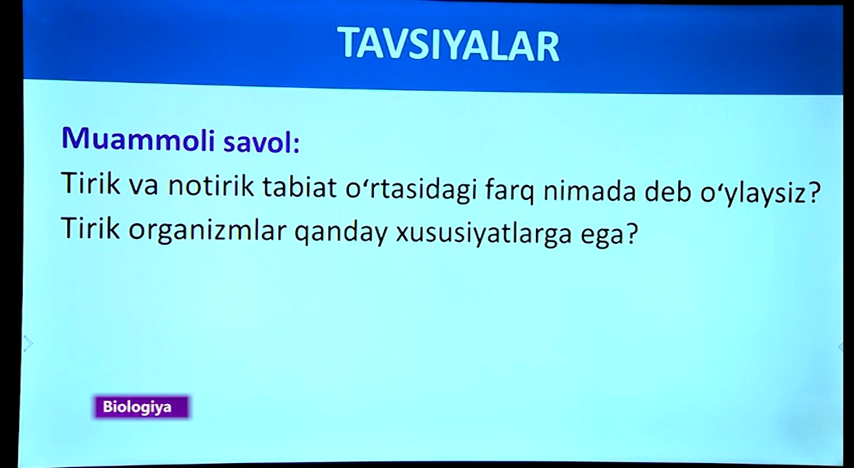 TAVSIYALAR
Muammoli savol:
Tirik va notirik tabiat o‘rtasidagi farq nimada deb o‘ylaysiz?
Tirik organizmlar qanday xususiyatlarga ega?
Biologiya